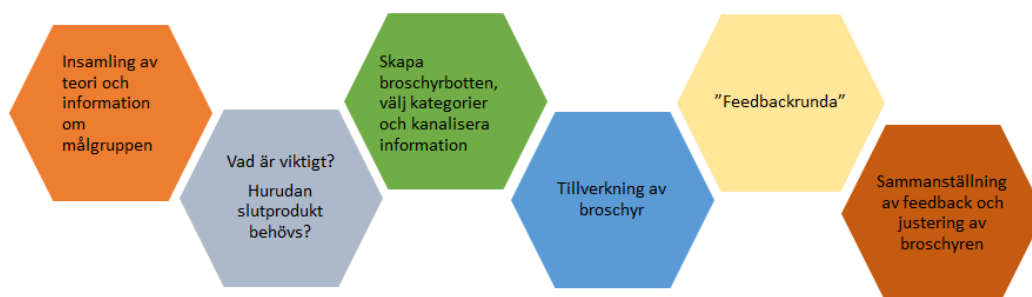 Insamling av
teori och
information
om
målgruppen
Vad är viktigt?
Hurudan
slutprodukt
behövs?
Skapa
broschyrbotten,
välj kategorier
och kanalisera
information
Tillverkning av
broschyr
”Feedbackrunda”
Sammanställning
av feedback och
justering av
broschyren